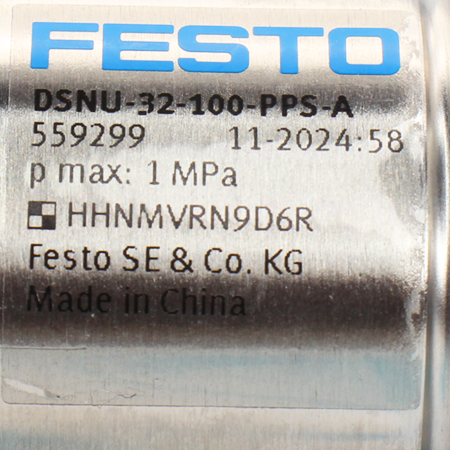 FESTO
DSNU-32-100-PPS-A
559299 11-2024:58
p max: 1 MPa
HHNMVRN9D6R
Festo SE & Co. KG
Made in China